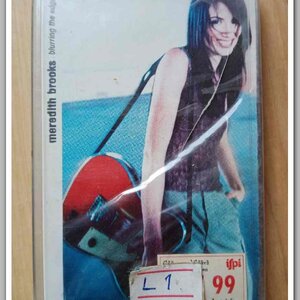 meredith brooks blurring the edges
ifpi
99
L 1.